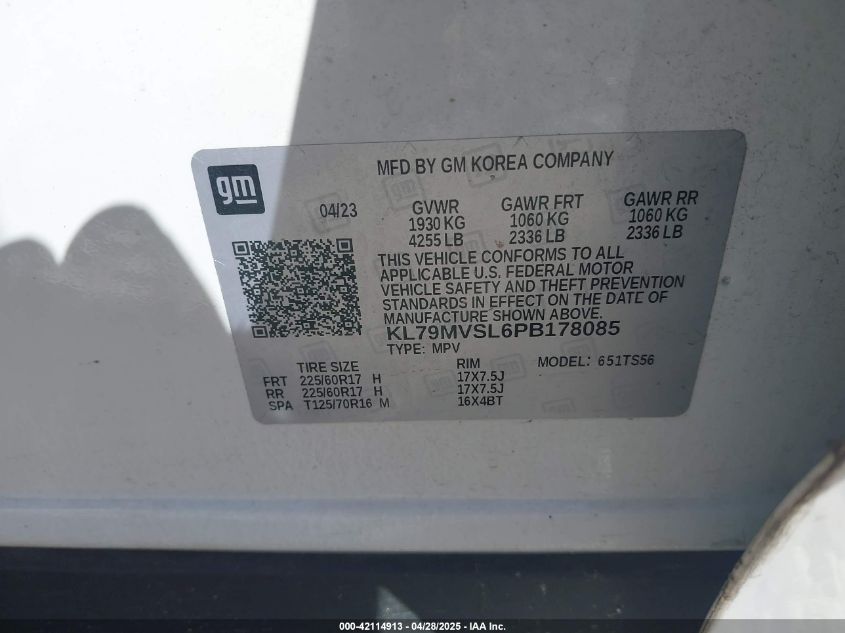 gm
MFD BY GM KOREA COMPANY
04/23
GVWR GAWR FRT GAWR RR
1930 KG 1060 KG 1060 KG
4255 LB 2336 LB 2336 LB
THIS VEHICLE CONFORMS TO ALL
APPLICABLE U.S. FEDERAL MOTOR
VEHICLE SAFETY AND THEFT PREVENTION
STANDARDS IN EFFECT ON THE DATE OF
MANUFACTURE SHOWN ABOVE.
KL79MVSL6PB178085
TYPE: MPV
TIRE SIZE RIM MODEL: 651TS56
FRT 225/60R17 H 17X7.5J
RR 225/60R17 H 17X7.5J
SPA T125/70R16 M 16X4BT
000-42114913 - 04/28/2025 - IAA Inc.